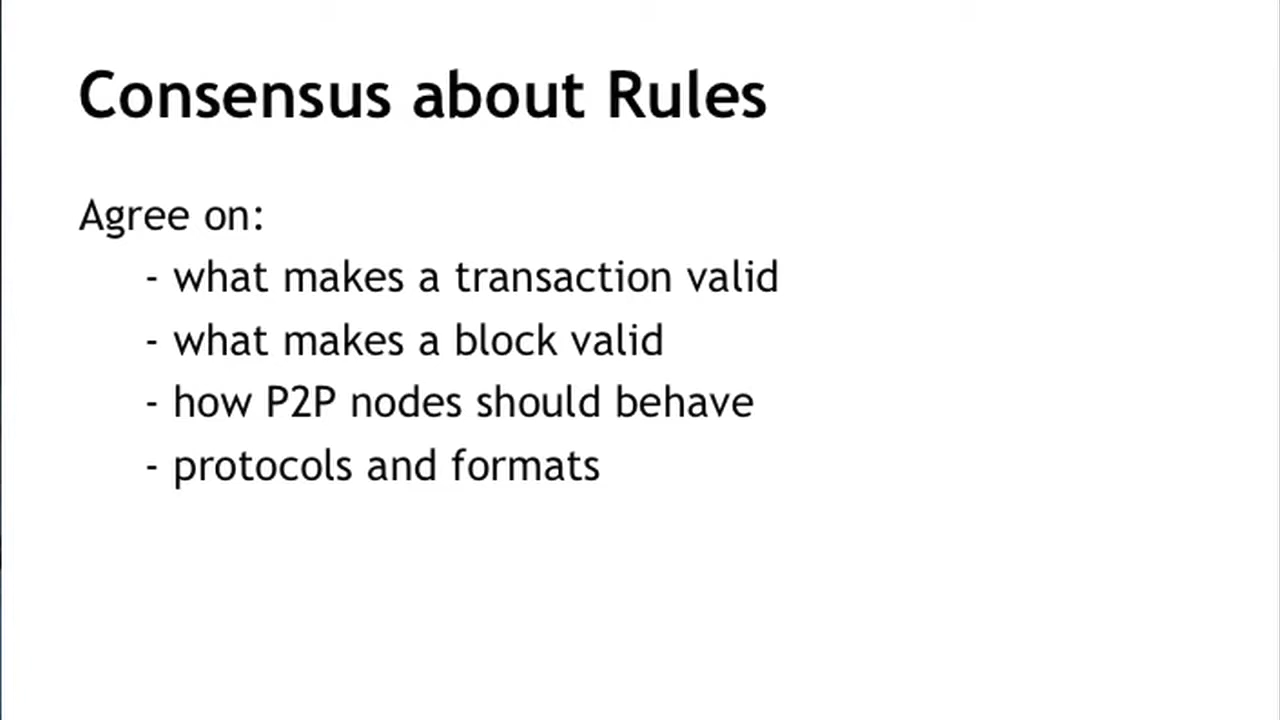 Consensus about Rules
Agree on:
- what makes a transaction valid
- what makes a block valid
- how P2P nodes should behave
- protocols and formats